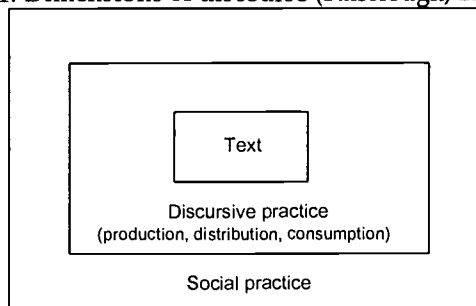 Dimensions of discourse (Fairclough,
Text
Discursive practice
(production, distribution, consumption)
Social practice